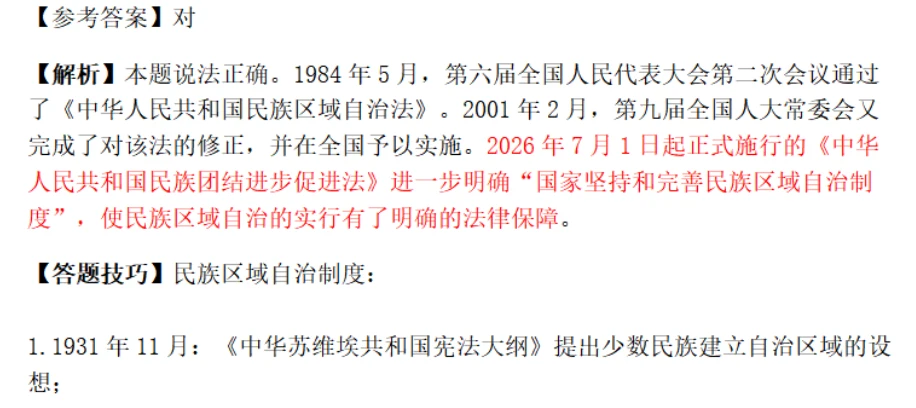 【参考答案】对
【解析】本题说法正确。1984 年 5 月，第六届全国人民代表大会第二次会议通过
了《中华人民共和国民族区域自治法》。2001 年 2 月，第九届全国人大常委会又
完成了对该法的修正，并在全国予以实施。2026 年 7 月 1 日起正式施行的《中华
人民共和国民族团结进步促进法》进一步明确“国家坚持和完善民族区域自治制
度”，使民族区域自治的实行有了明确的法律保障。
【答题技巧】民族区域自治制度：
1.1931 年 11 月：《中华苏维埃共和国宪法大纲》提出少数民族建立自治区域的设
想；